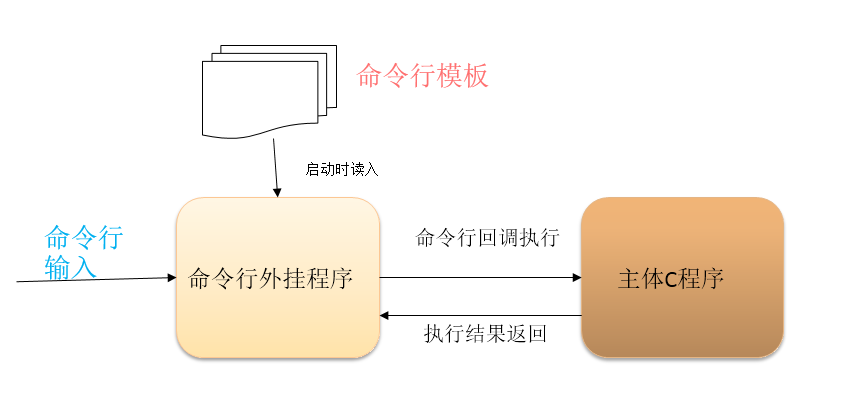 命令行模板
启动时读入
命令行
输入
命令行回调执行
命令行外挂程序
主体C程序
执行结果返回